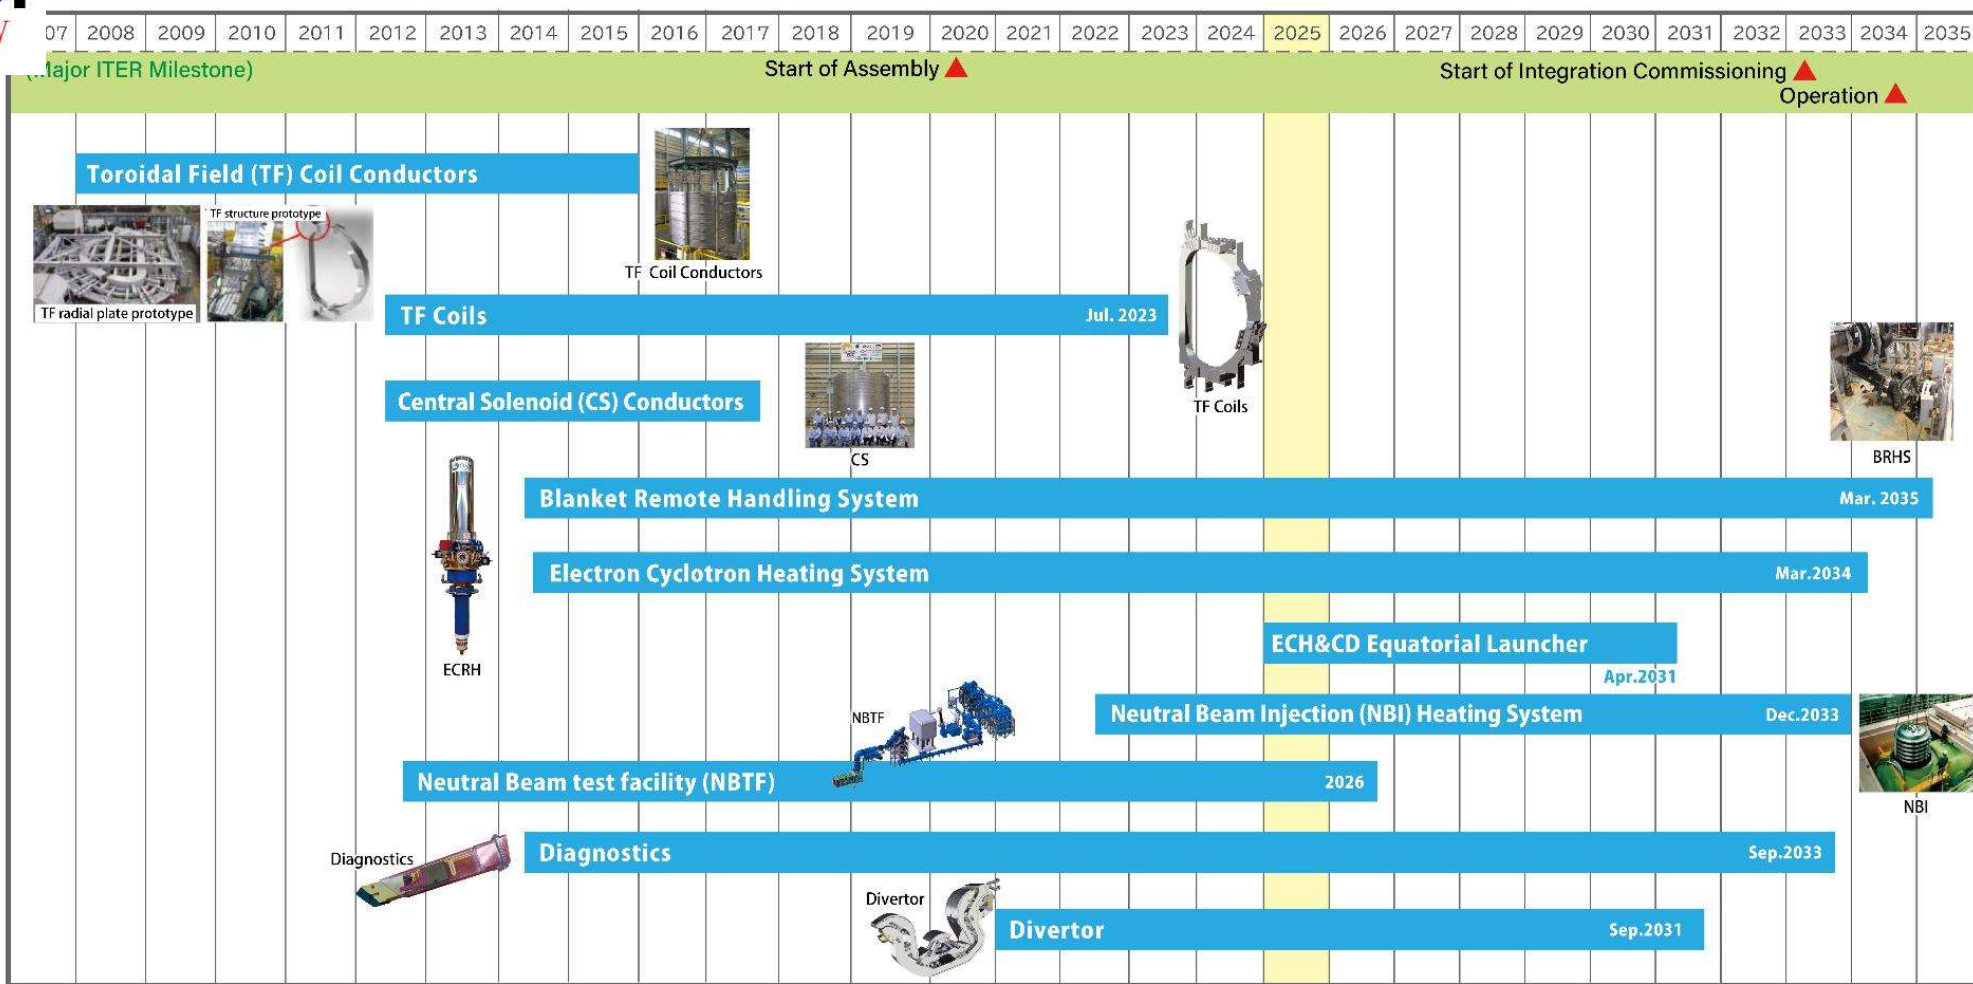 07 2008 2009 2010 2011 2012 2013 2014 2015 2016 2017 2018 2019 2020 2021 2022 2023 2024 2025 2026 2027 2028 2029 2030 2031 2032 2033 2034 2035
(Major ITER Milestone)
Start of Assembly
Start of Integration Commissioning
Operation
Toroidal Field (TF) Coil Conductors
TF structure prototype
TF Coil Conductors
TF radial plate prototype
TF Coils
Jul. 2023
Central Solenoid (CS) Conductors
TF Coils
CS
BRHS
Blanket Remote Handling System
Mar. 2035
Electron Cyclotron Heating System
Mar.2034
ECRH
ECH&CD Equatorial Launcher
Apr.2031
Neutral Beam Injection (NBI) Heating System
Dec.2033
NBTF
Neutral Beam test facility (NBTF)
2026
NBI
Diagnostics
Diagnostics
Sep.2033
Divertor
Divertor
Sep.2031